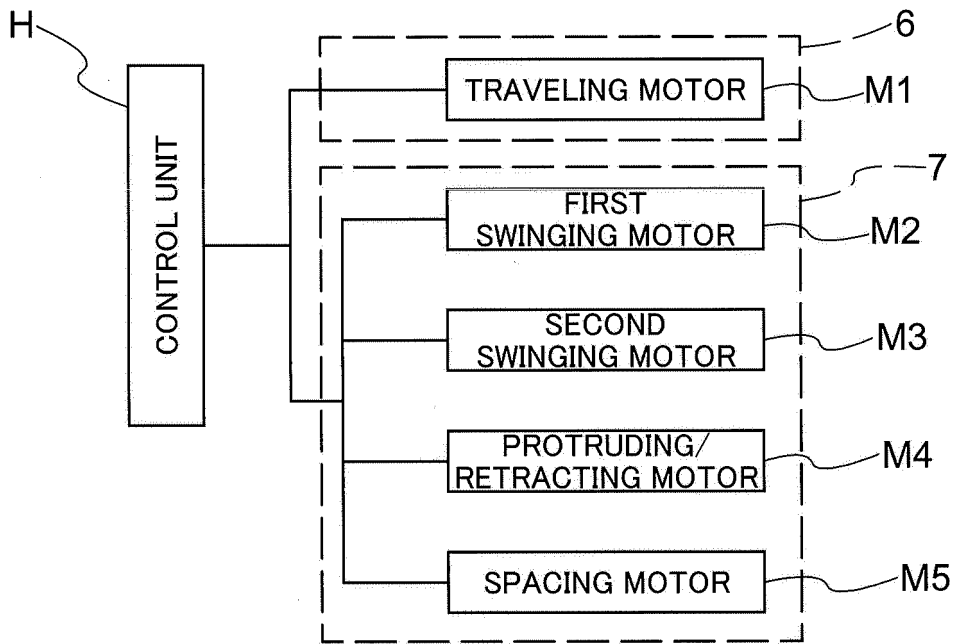 H
CONTROL UNIT
6
TRAVELING MOTOR
M1
7
FIRST
SWINGING MOTOR
M2
SECOND
SWINGING MOTOR
M3
PROTRUDING/
RETRACTING MOTOR
M4
SPACING MOTOR
M5